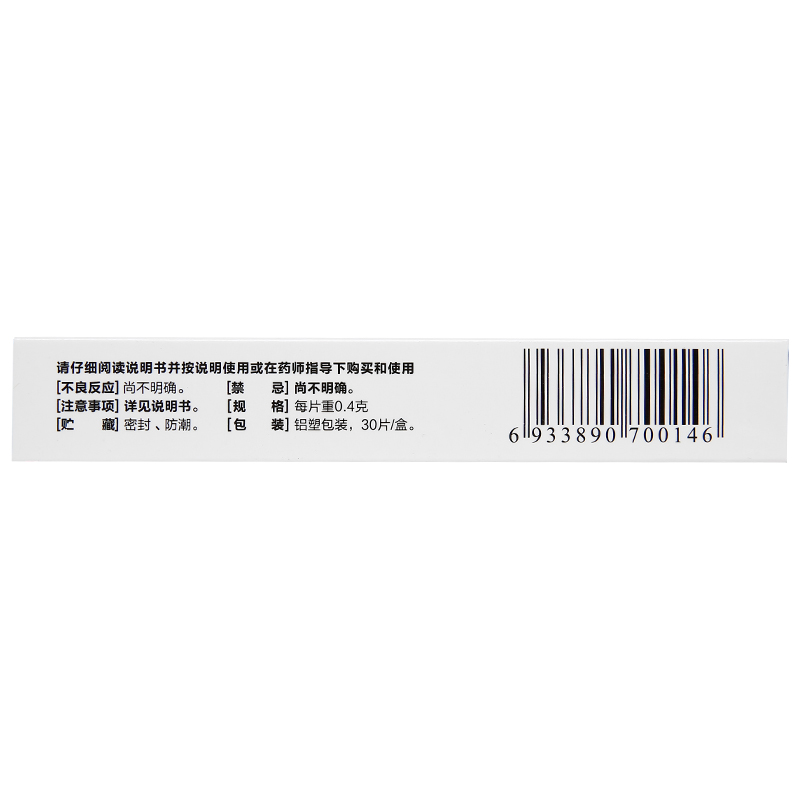 请仔细阅读说明书并按说明使用或在药师指导下购买和使用
[不良反应] 尚不明确。 [禁 忌] 尚不明确。
[注意事项] 详见说明书。 [规 格] 每片重0.4克
[贮 藏] 密封、防潮。 [包 装] 铝塑包装，30片/盒。
6 933890 700146